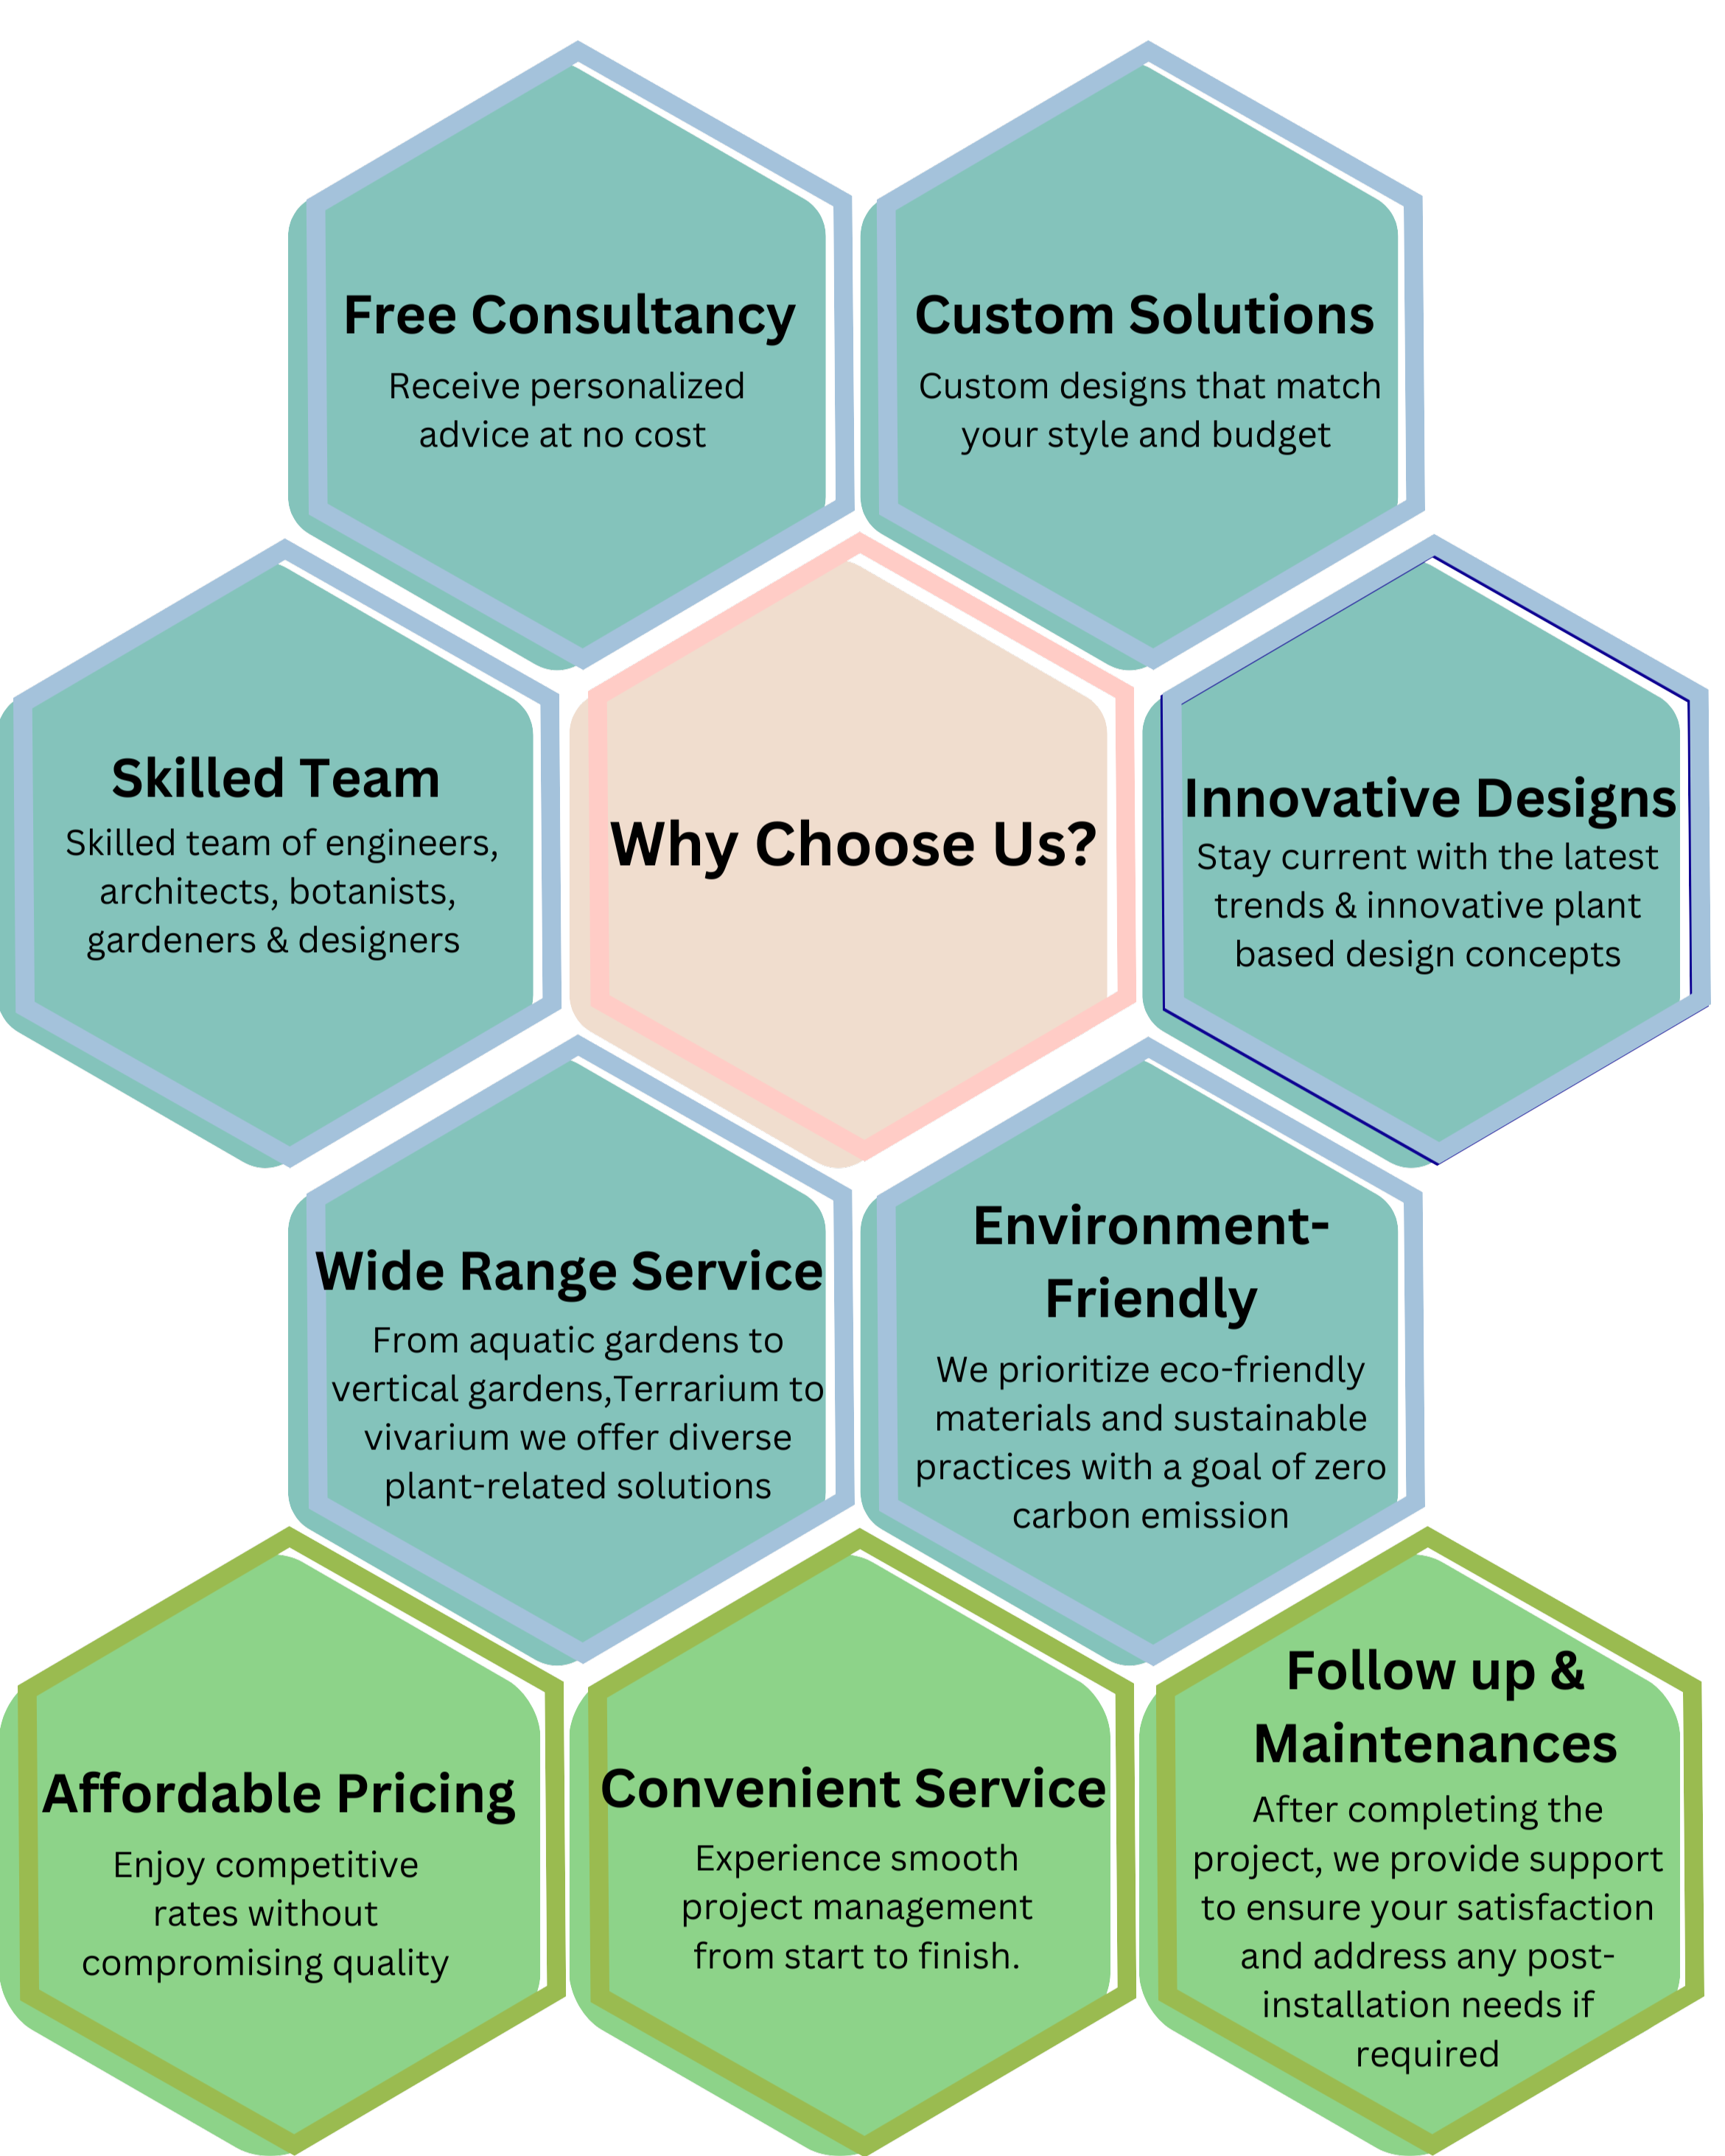 Free Consultancy
Receive personalized
advice at no cost
Custom Solutions
Custom designs that match
your style and budget
Skilled Team
Skilled team of engineers,
architects, botanists,
gardeners & designers
Why Choose Us?
Innovative Designs
Stay current with the latest
trends & innovative plant
based design concepts
Wide Range Service
From aquatic gardens to
vertical gardens,Terrarium to
vivarium we offer diverse
plant-related solutions
Environment-
Friendly
We prioritize eco-friendly
materials and sustainable
practices with a goal of zero
carbon emission
Affordable Pricing
Enjoy competitive
rates without
compromising quality
Convenient Service
Experience smooth
project management
from start to finish.
Follow up &
Maintenances
After completing the
project, we provide support
to ensure your satisfaction
and address any post-
installation needs if
required